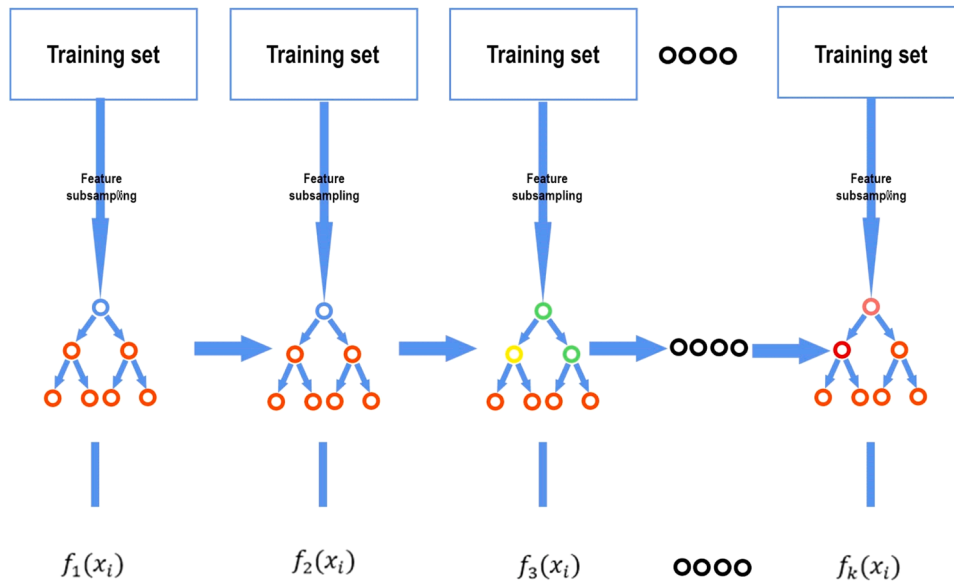 Training set
Training set
Training set
Training set
Feature
subsampling
Feature
subsampling
Feature
subsampling
Feature
subsampling
f₁(xᵢ)
f₂(xᵢ)
f₃(xᵢ)
fₖ(xᵢ)